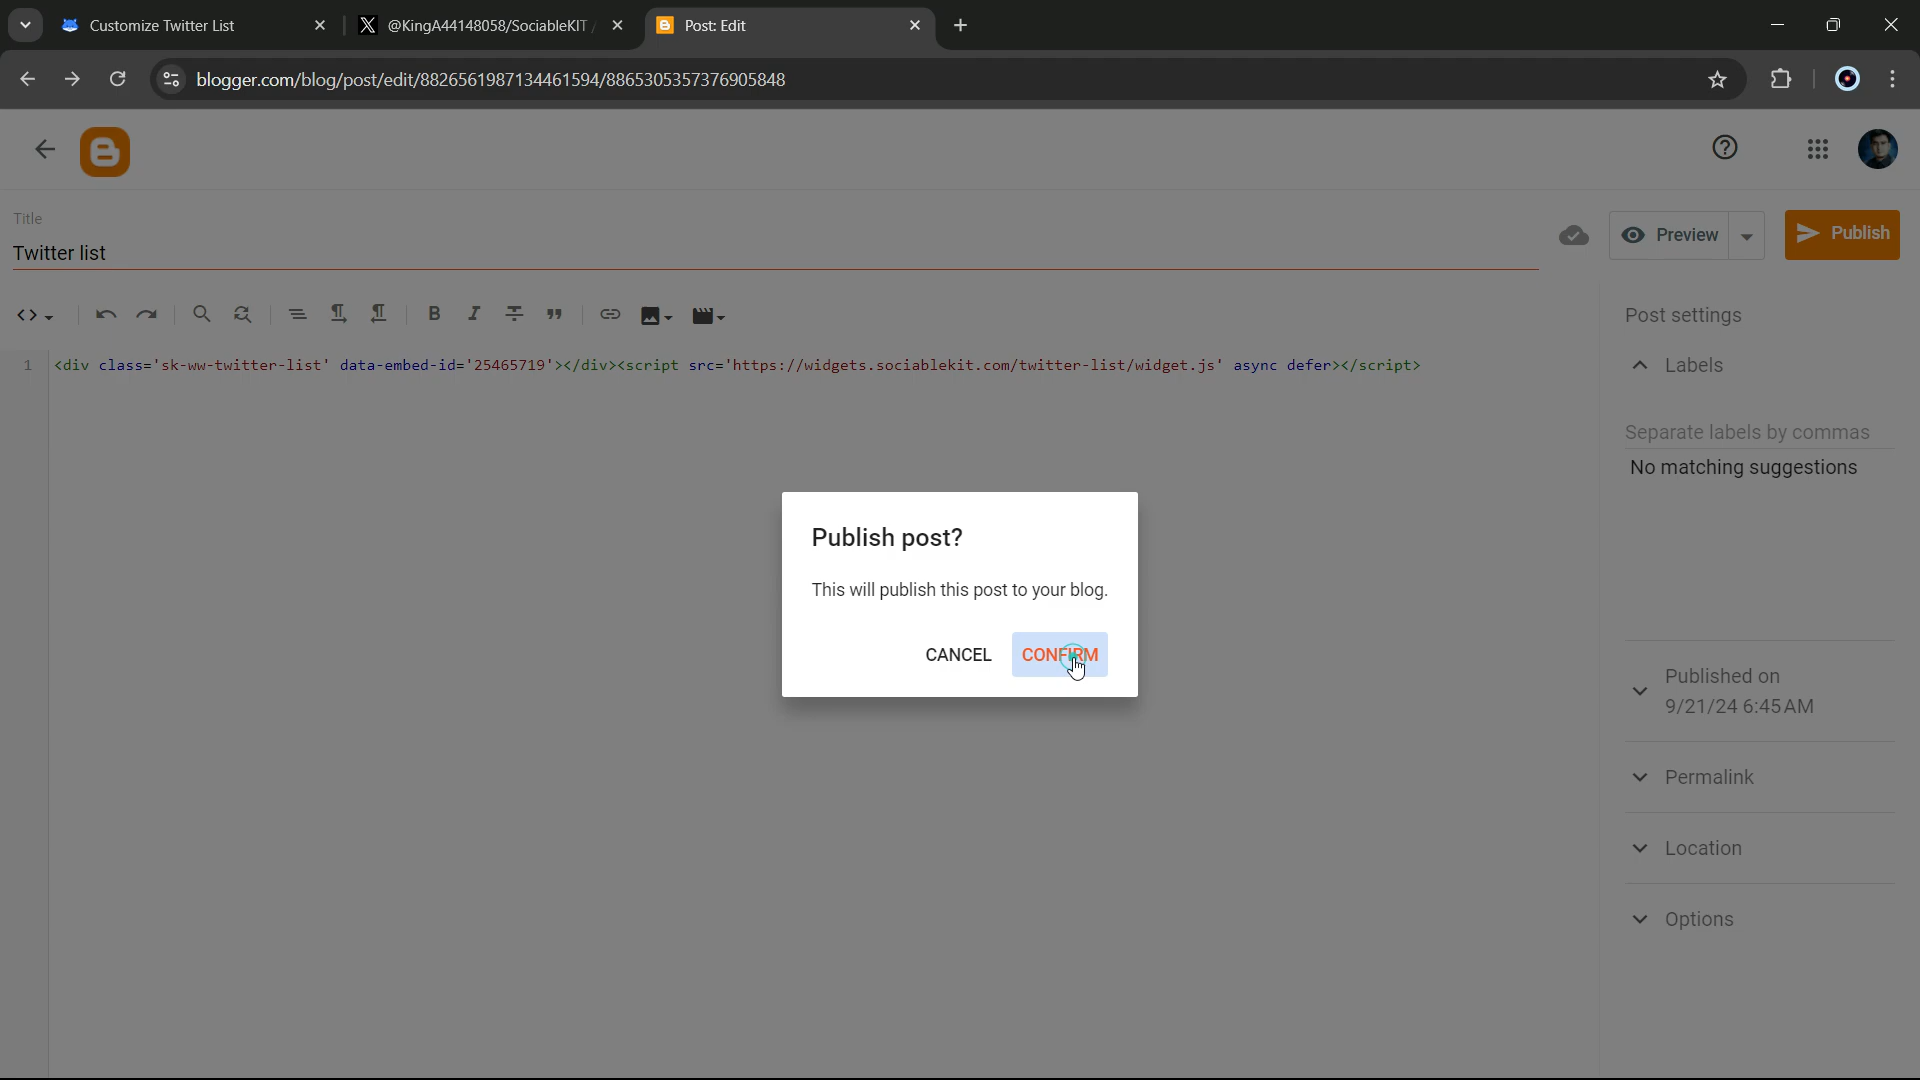 Customize Twitter List
@KingA44148058/SociableKIT /
Post: Edit
blogger.com/blog/post/edit/8826561987134461594/8865305357376905848
Title
Twitter list
Preview
Publish
Post settings
1 <div class='sk-ww-twitter-list' data-embed-id='25465719'></div><script src='https://widgets.sociablekit.com/twitter-list/widget.js' async defer></script>
Labels
Separate labels by commas
No matching suggestions
Publish post?
This will publish this post to your blog.
CANCEL
CONFIRM
Published on
9/21/24 6:45 AM
Permalink
Location
Options